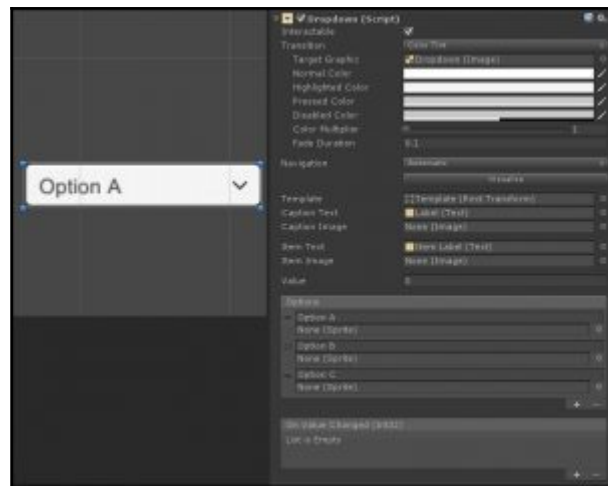 Option A
Dropdown (Script)
Interactable
Transition
Color Tint
Target Graphic
Dropdown (Image)
Normal Color
Highlighted Color
Pressed Color
Disabled Color
Color Multiplier
1
Fade Duration
0.1
Navigation
Automatic
Visualize
Template
Template (Rect Transform)
Caption Text
Label (Text)
Caption Image
None (Image)
Item Text
Item Label (Text)
Item Image
None (Image)
Value
0
Options
Option A
None (Sprite)
Option B
None (Sprite)
Option C
None (Sprite)
+ −
On Value Changed (Int32)
List is Empty
+ −